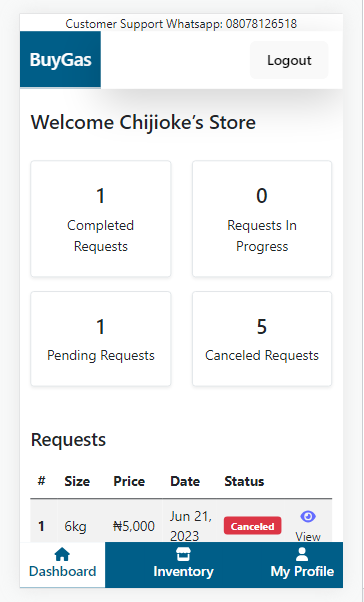 Customer Support Whatsapp: 08078126518
BuyGas
Logout
Welcome Chijioke’s Store
1
Completed
Requests
0
Requests In
Progress
1
Pending Requests
5
Canceled Requests
Requests
# Size Price Date Status
1 6kg ₦5,000 Jun 21, 2023 Canceled View
Dashboard Inventory My Profile